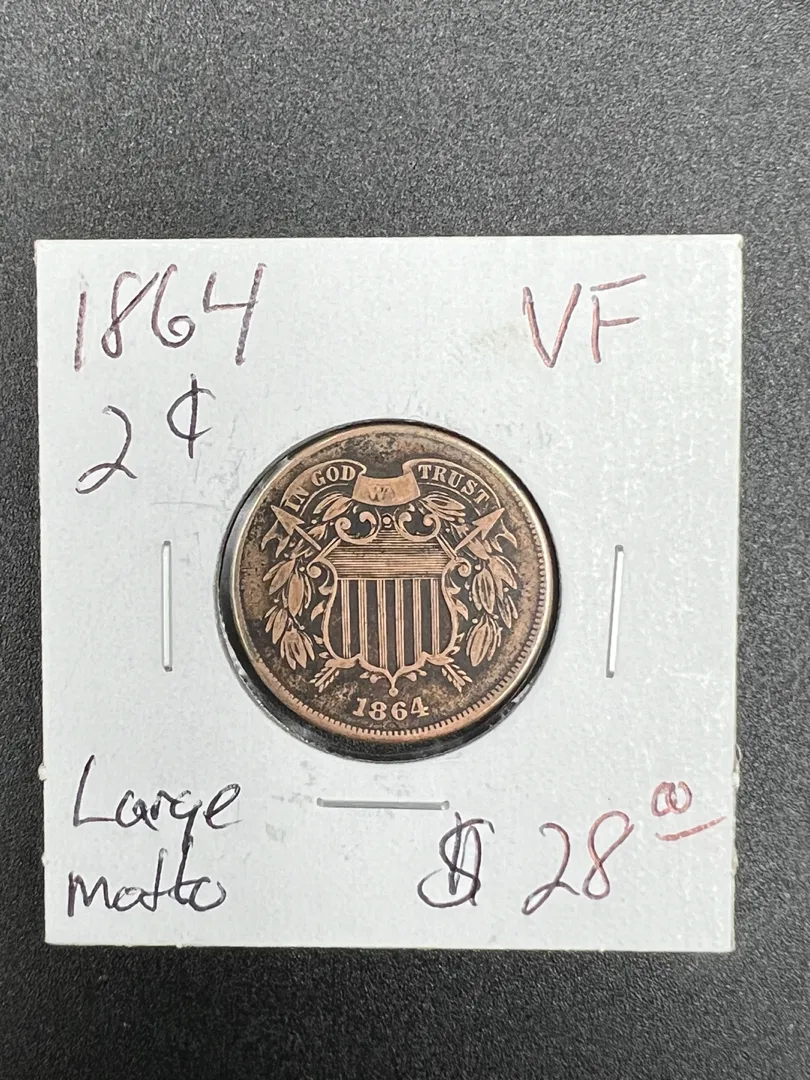 1864
VF
2¢
IN GOD WE TRUST
1864
Large
Motto
$ 28.00